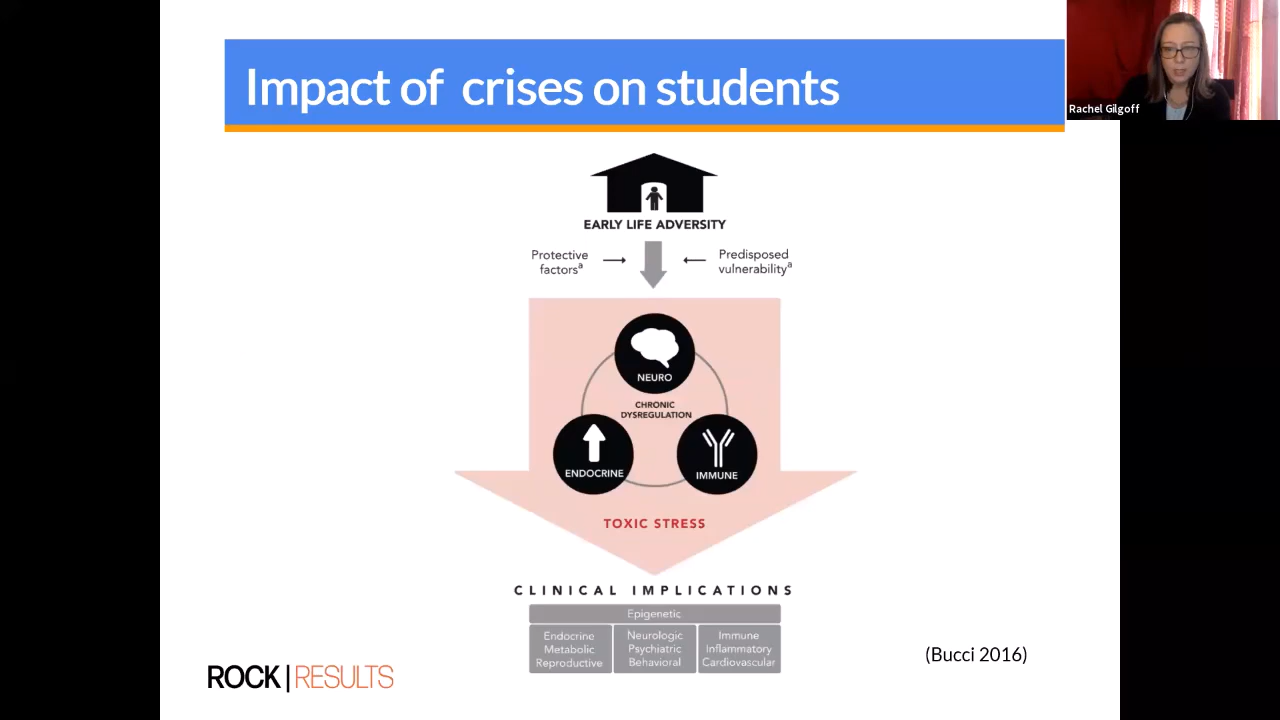 Impact of crises on students
Rachel Gilgoff
EARLY LIFE ADVERSITY
Protective
factorsᵃ
Predisposed
vulnerabilityᵃ
NEURO
CHRONIC
DYSREGULATION
ENDOCRINE
IMMUNE
TOXIC STRESS
CLINICAL IMPLICATIONS
Epigenetic
Endocrine
Metabolic
Reproductive
Neurologic
Psychiatric
Behavioral
Immune
Inflammatory
Cardiovascular
(Bucci 2016)
ROCK|RESULTS